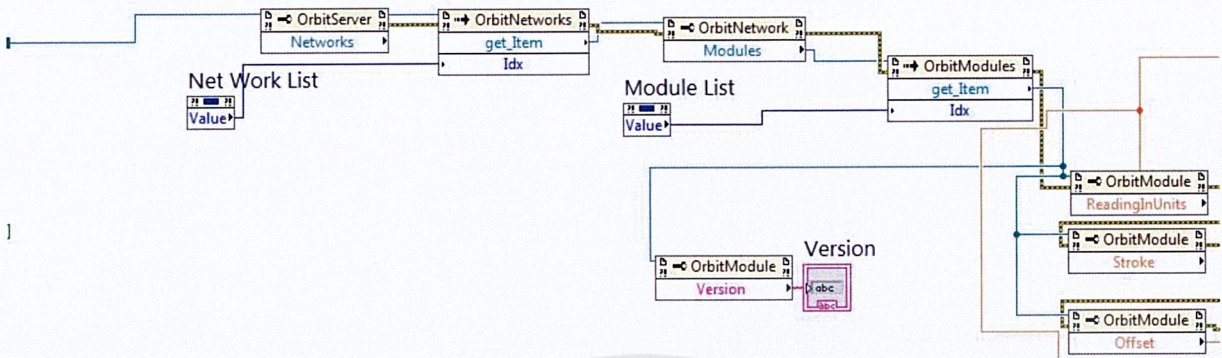 OrbitServer
Networks
OrbitNetworks
get_Item
Idx
Net Work List
Value
OrbitNetwork
Modules
Module List
Value
OrbitModules
get_Item
Idx
OrbitModule
ReadingInUnits
OrbitModule
Stroke
OrbitModule
Version
Version
abc
abc
OrbitModule
Offset
]